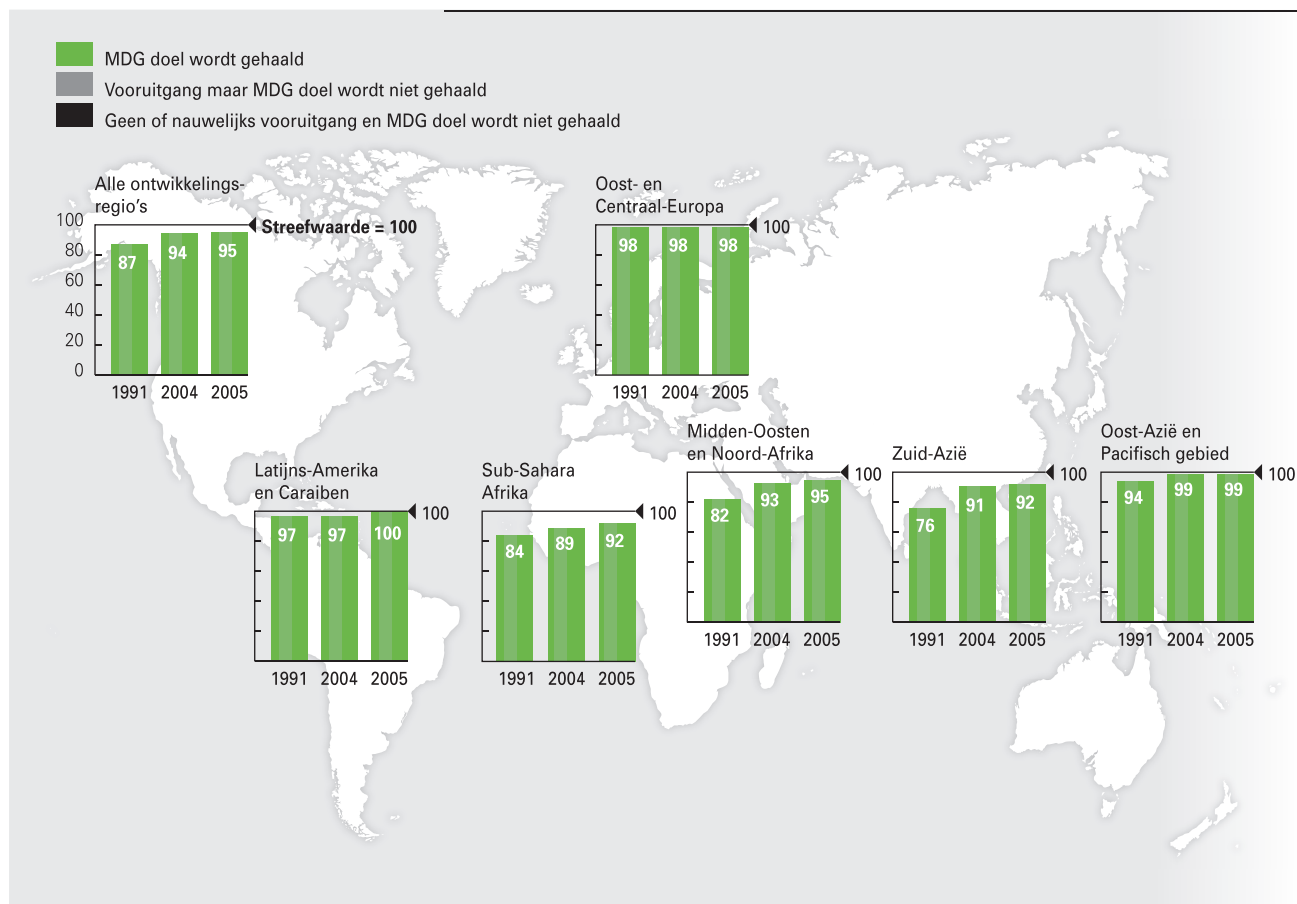 MDG doel wordt gehaald
Vooruitgang maar MDG doel wordt niet gehaald
Geen of nauwelijks vooruitgang en MDG doel wordt niet gehaald
Alle ontwikkelings-
regio's
Streefwaarde = 100
100
80
60
40
20
0
87 94 95
1991 2004 2005
Oost- en
Centraal-Europa
100
98 98 98
1991 2004 2005
Latijns-Amerika
en Caraiben
100
97 97 100
1991 2004 2005
Sub-Sahara
Afrika
100
84 89 92
1991 2004 2005
Midden-Oosten
en Noord-Afrika
100
82 93 95
1991 2004 2005
Zuid-Azië
100
76 91 92
1991 2004 2005
Oost-Azië en
Pacifisch gebied
100
94 99 99
1991 2004 2005